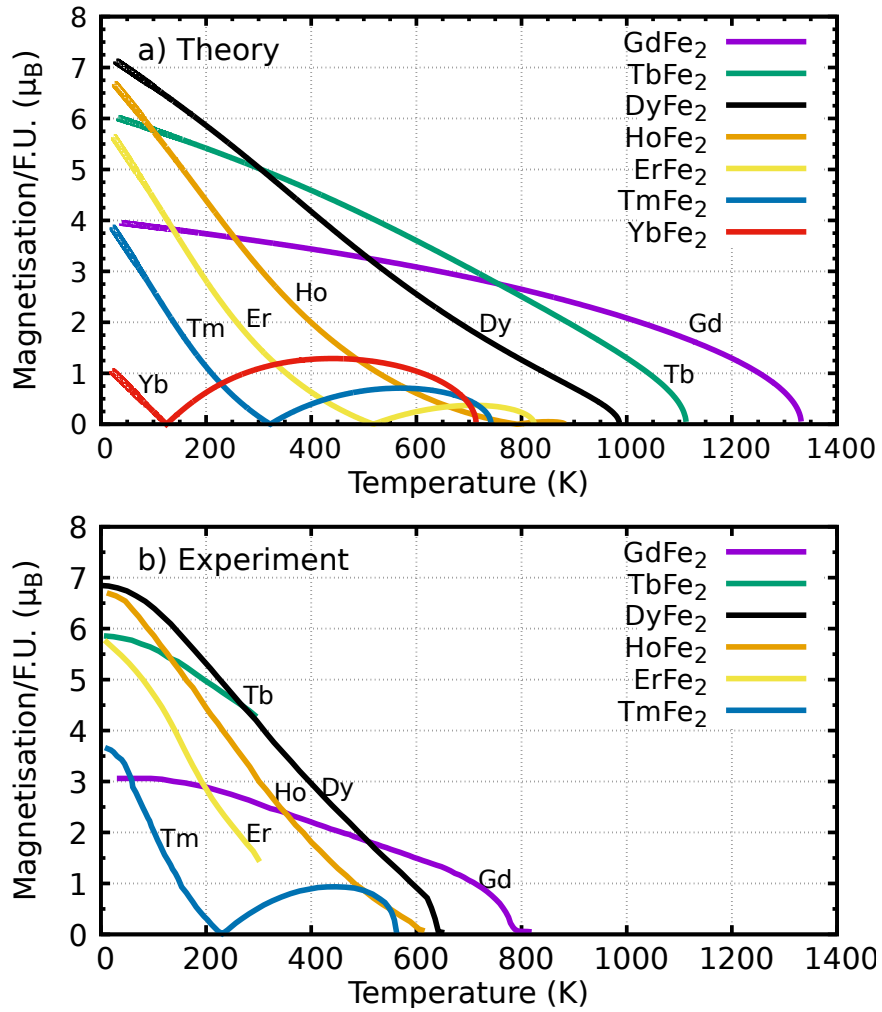 a) Theory
GdFe2
TbFe2
DyFe2
HoFe2
ErFe2
TmFe2
YbFe2
Magnetisation/F.U. (μB)
8
7
6
5
4
3
2
1
0
Yb
Tm
Er
Ho
Dy
Tb
Gd
0 200 400 600 800 1000 1200 1400
Temperature (K)
b) Experiment
GdFe2
TbFe2
DyFe2
HoFe2
ErFe2
TmFe2
Magnetisation/F.U. (μB)
8
7
6
5
4
3
2
1
0
Tb
Ho Dy
Tm
Er
Gd
0 200 400 600 800 1000 1200 1400
Temperature (K)